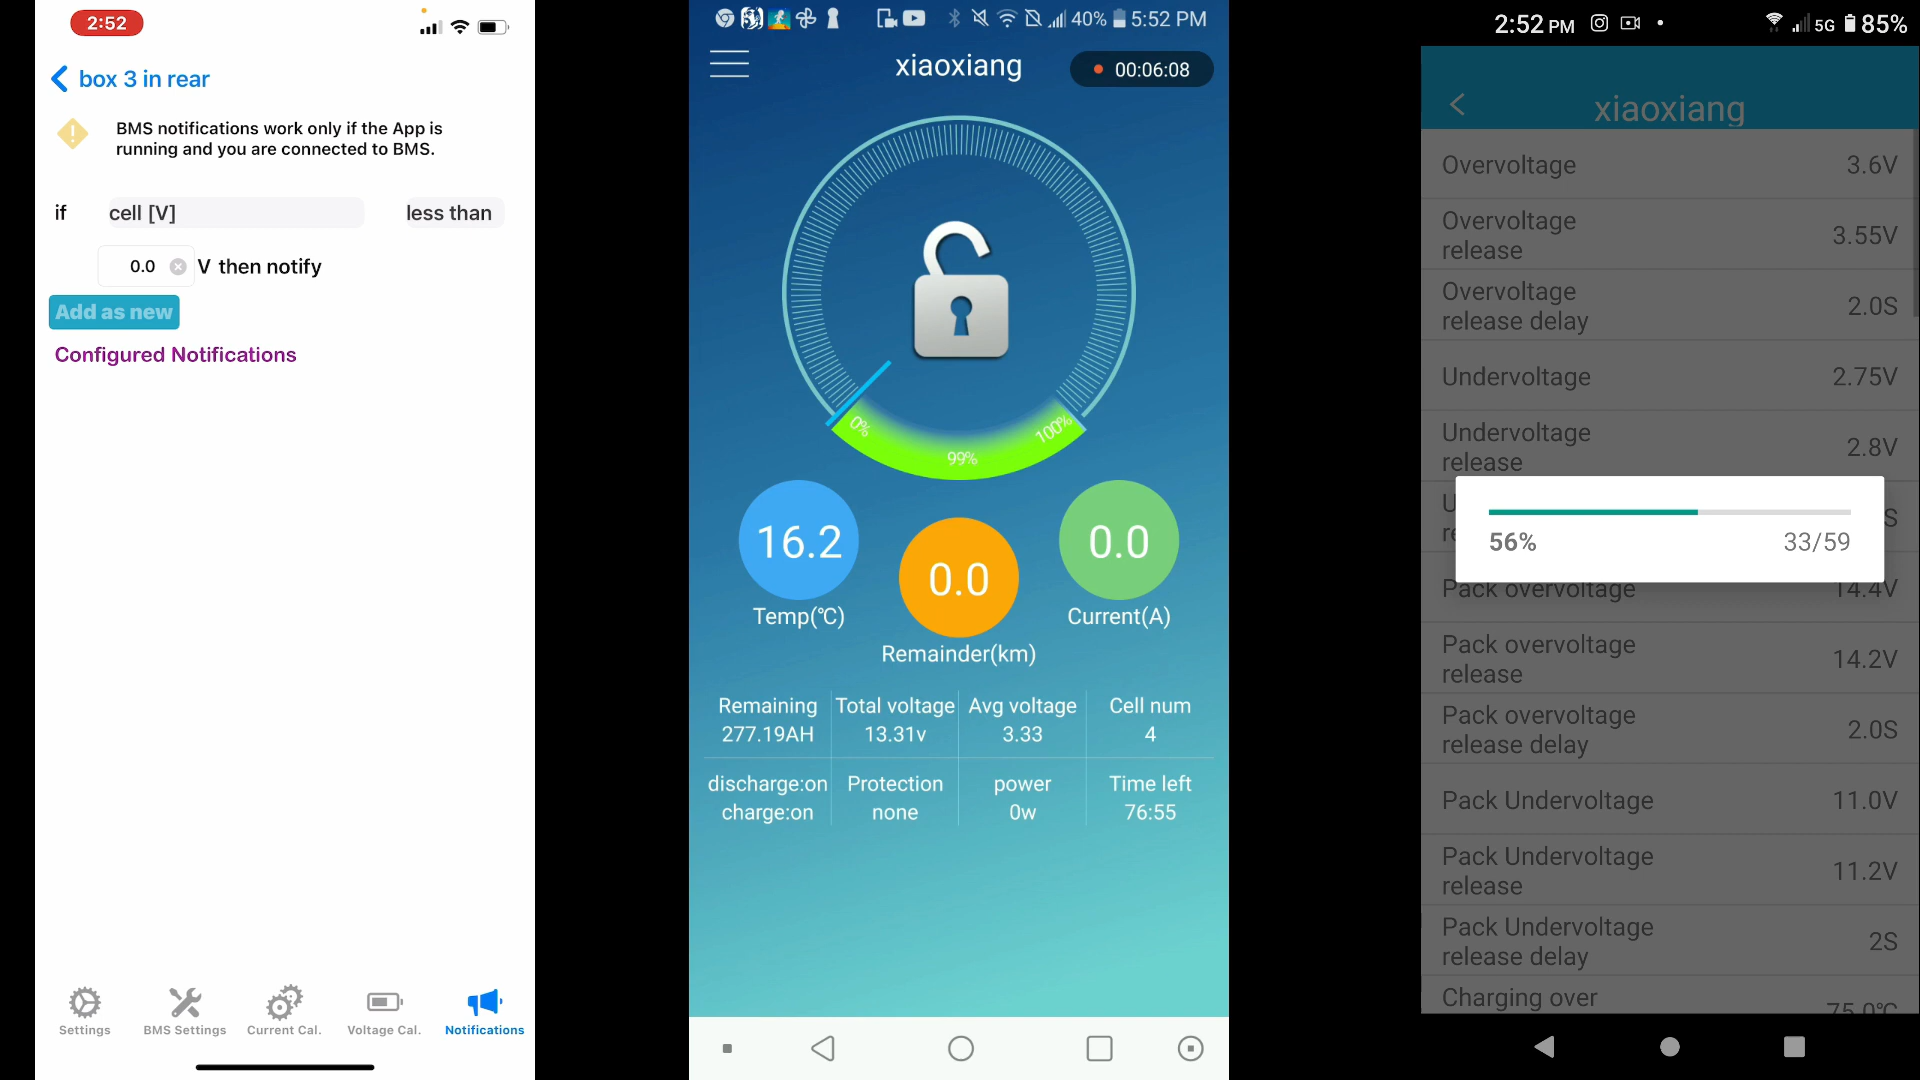 2:52
box 3 in rear
BMS notifications work only if the App is
running and you are connected to BMS.
if cell [V] less than
0.0 V then notify
Add as new
Configured Notifications
Settings
BMS Settings
Current Cal.
Voltage Cal.
Notifications
40% 5:52 PM
xiaoxiang
00:06:08
0%
99%
100%
16.2
Temp(℃)
0.0
Remainder(km)
0.0
Current(A)
Remaining
277.19AH
Total voltage
13.31v
Avg voltage
3.33
Cell num
4
discharge:on
charge:on
Protection
none
power
0w
Time left
76:55
2:52 PM 5G 85%
xiaoxiang
Overvoltage 3.6V
Overvoltage
release 3.55V
Overvoltage
release delay 2.0S
Undervoltage 2.75V
Undervoltage
release 2.8V
56% 33/59
Pack overvoltage 14.4V
Pack overvoltage
release 14.2V
Pack overvoltage
release delay 2.0S
Pack Undervoltage 11.0V
Pack Undervoltage
release 11.2V
Pack Undervoltage
release delay 2S
Charging over
75.0℃